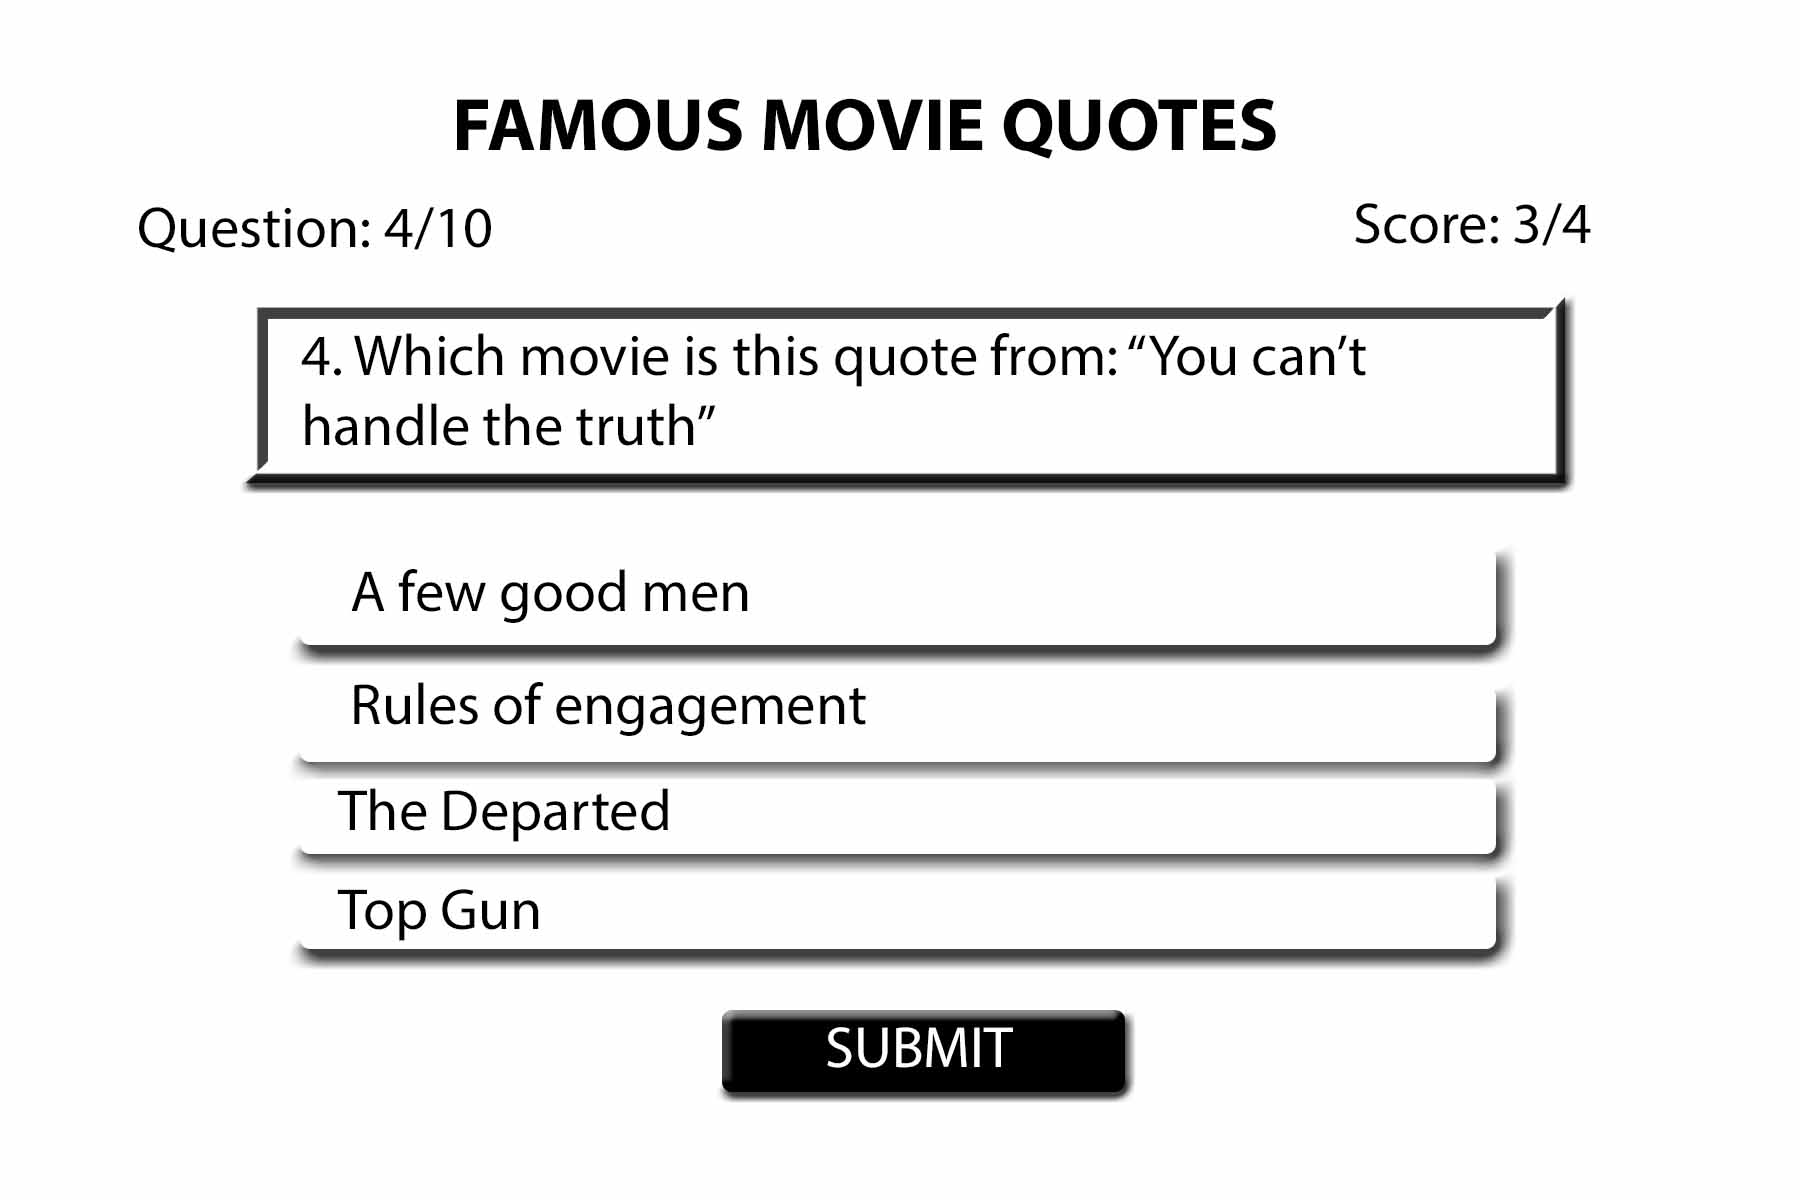 FAMOUS MOVIE QUOTES
Question: 4/10
Score: 3/4
4. Which movie is this quote from: “You can’t
handle the truth”
A few good men
Rules of engagement
The Departed
Top Gun
SUBMIT